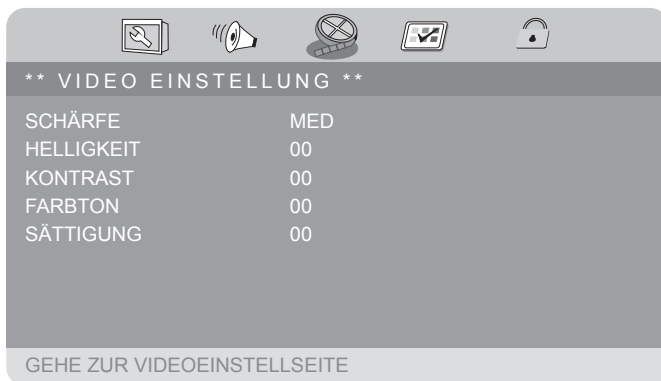 ** VIDEO EINSTELLUNG **
SCHÄRFE MED
HELLIGKEIT 00
KONTRAST 00
FARBTON 00
SÄTTIGUNG 00
GEHE ZUR VIDEOEINSTELLSEITE